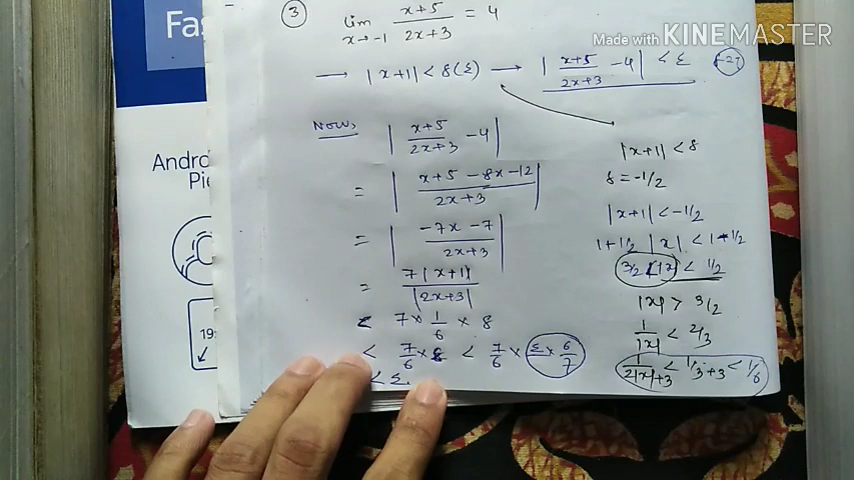 Made with KINEMASTER
Fas
Andro
Pie
19:
③ lim x→-1 x+5/2x+3 = 4
→ |x+1| < δ(ε) → |x+5/2x+3 - 4| < ε
Now, |x+5/2x+3 - 4|
= |x+5-8x-12/2x+3|
= |-7x-7/2x+3|
= 7|x+1|/|2x+3|
< 7 × 1/6 × δ
< 7/6 × δ < 7/6 × ε × 6/7
< ε.
|x+1| < δ
δ = -1/2
|x+1| < -1/2
1+1/2 |x| < 1+1/2
3/2 < |x| < 1/2
|x| > 3/2
1/|x| < 2/3
1/2|x|+3 < 1/3+3 < 1/6